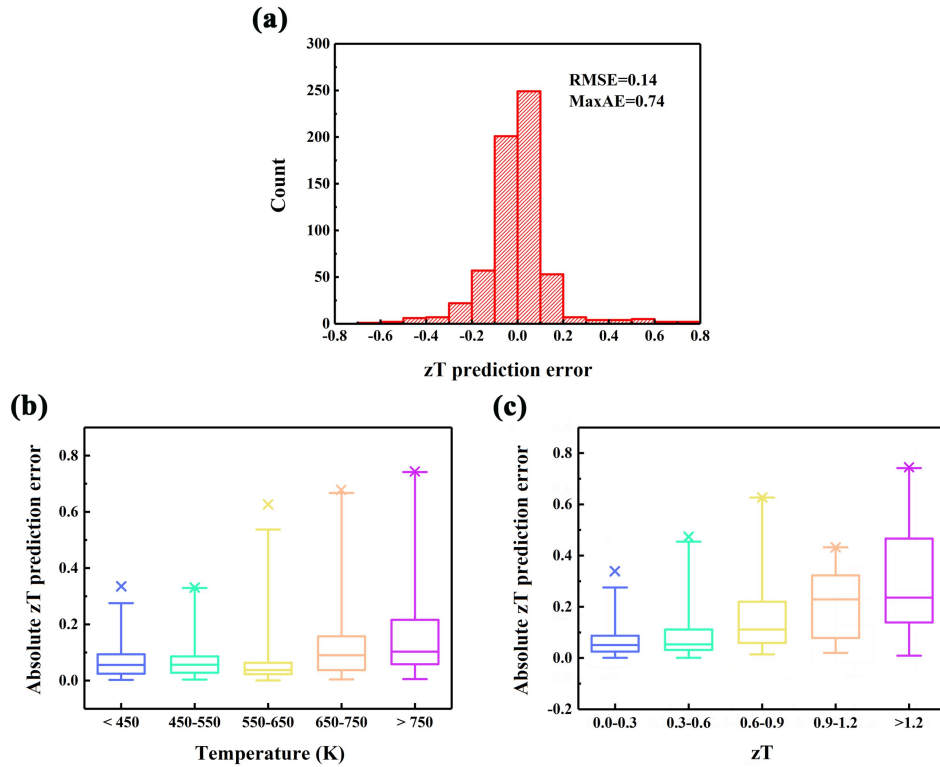 (a)
300
250
200
150
100
50
0
Count
RMSE=0.14
MaxAE=0.74
-0.8 -0.6 -0.4 -0.2 0.0 0.2 0.4 0.6 0.8
zT prediction error
(b)
Absolute zT prediction error
0.8
0.6
0.4
0.2
0.0
< 450 450-550 550-650 650-750 > 750
Temperature (K)
(c)
Absolute zT prediction error
0.8
0.6
0.4
0.2
0.0
-0.2
0.0-0.3 0.3-0.6 0.6-0.9 0.9-1.2 >1.2
zT